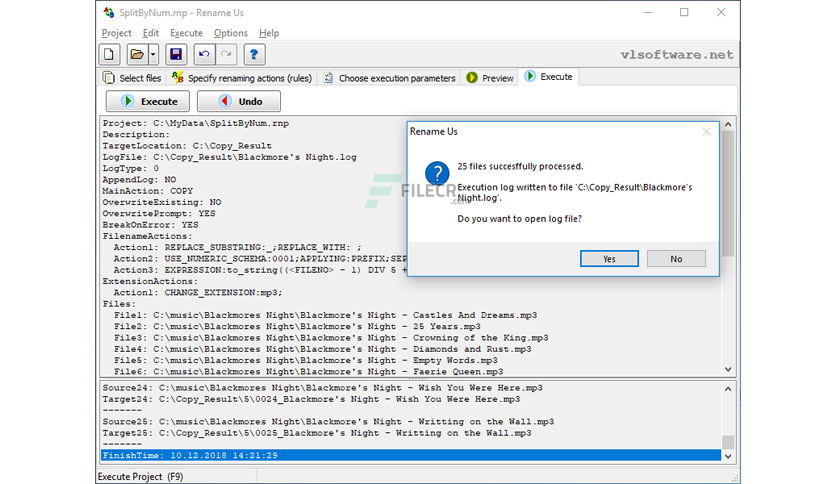 SplitByNum.rnp - Rename Us
Project Edit Execute Options Help
vlsoftware.net
Select files Specify renaming actions (rules) Choose execution parameters Preview Execute
Execute Undo
Project: C:\MyData\SplitByNum.rnp
Description:
TargetLocation: C:\Copy_Result
LogFile: C:\Copy_Result\Blackmore's Night.log
LogType: 0
AppendLog: NO
MainAction: COPY
OverwriteExisting: NO
OverwritePrompt: YES
BreakOnError: YES
FilenameActions:
Action1: REPLACE_SUBSTRING:_;REPLACE_WITH: ;
Action2: USE_NUMERIC_SCHEMA:0001;APPLYING:PREFIX;SEP
Action3: EXPRESSION:to_string((<FILENO> - 1) DIV 5 +
ExtensionActions:
Action1: CHANGE_EXTENSION:mp3;
Files:
File1: C:\music\Blackmores Night\Blackmore's Night - Castles And Dreams.mp3
File2: C:\music\Blackmores Night\Blackmore's Night - 25 Years.mp3
File3: C:\music\Blackmores Night\Blackmore's Night - Crowning of the King.mp3
File4: C:\music\Blackmores Night\Blackmore's Night - Diamonds and Rust.mp3
File5: C:\music\Blackmores Night\Blackmore's Night - Empty Words.mp3
File6: C:\music\Blackmores Night\Blackmore's Night - Faerie Queen.mp3
Rename Us
25 files succesffully processed.
Execution log written to file 'C:\Copy_Result\Blackmore's
Night.log'.
Do you want to open log file?
Yes No
FILECR
.com
Source24: C:\music\Blackmores Night\Blackmore's Night - Wish You Were Here.mp3
Target24: C:\Copy_Result\5\0024_Blackmore's Night - Wish You Were Here.mp3
-------
Source25: C:\music\Blackmores Night\Blackmore's Night - Writting on the Wall.mp3
Target25: C:\Copy_Result\5\0025_Blackmore's Night - Writting on the Wall.mp3
-------
FinishTime: 10.12.2018 14:21:29
Execute Project (F9)